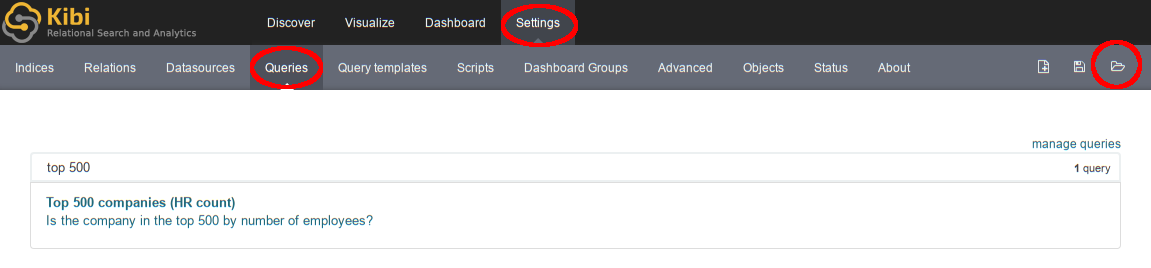 Kibi
Relational Search and Analytics
Discover Visualize Dashboard Settings
Indices Relations Datasources Queries Query templates Scripts Dashboard Groups Advanced Objects Status About
manage queries
top 500 1 query
Top 500 companies (HR count)
Is the company in the top 500 by number of employees?